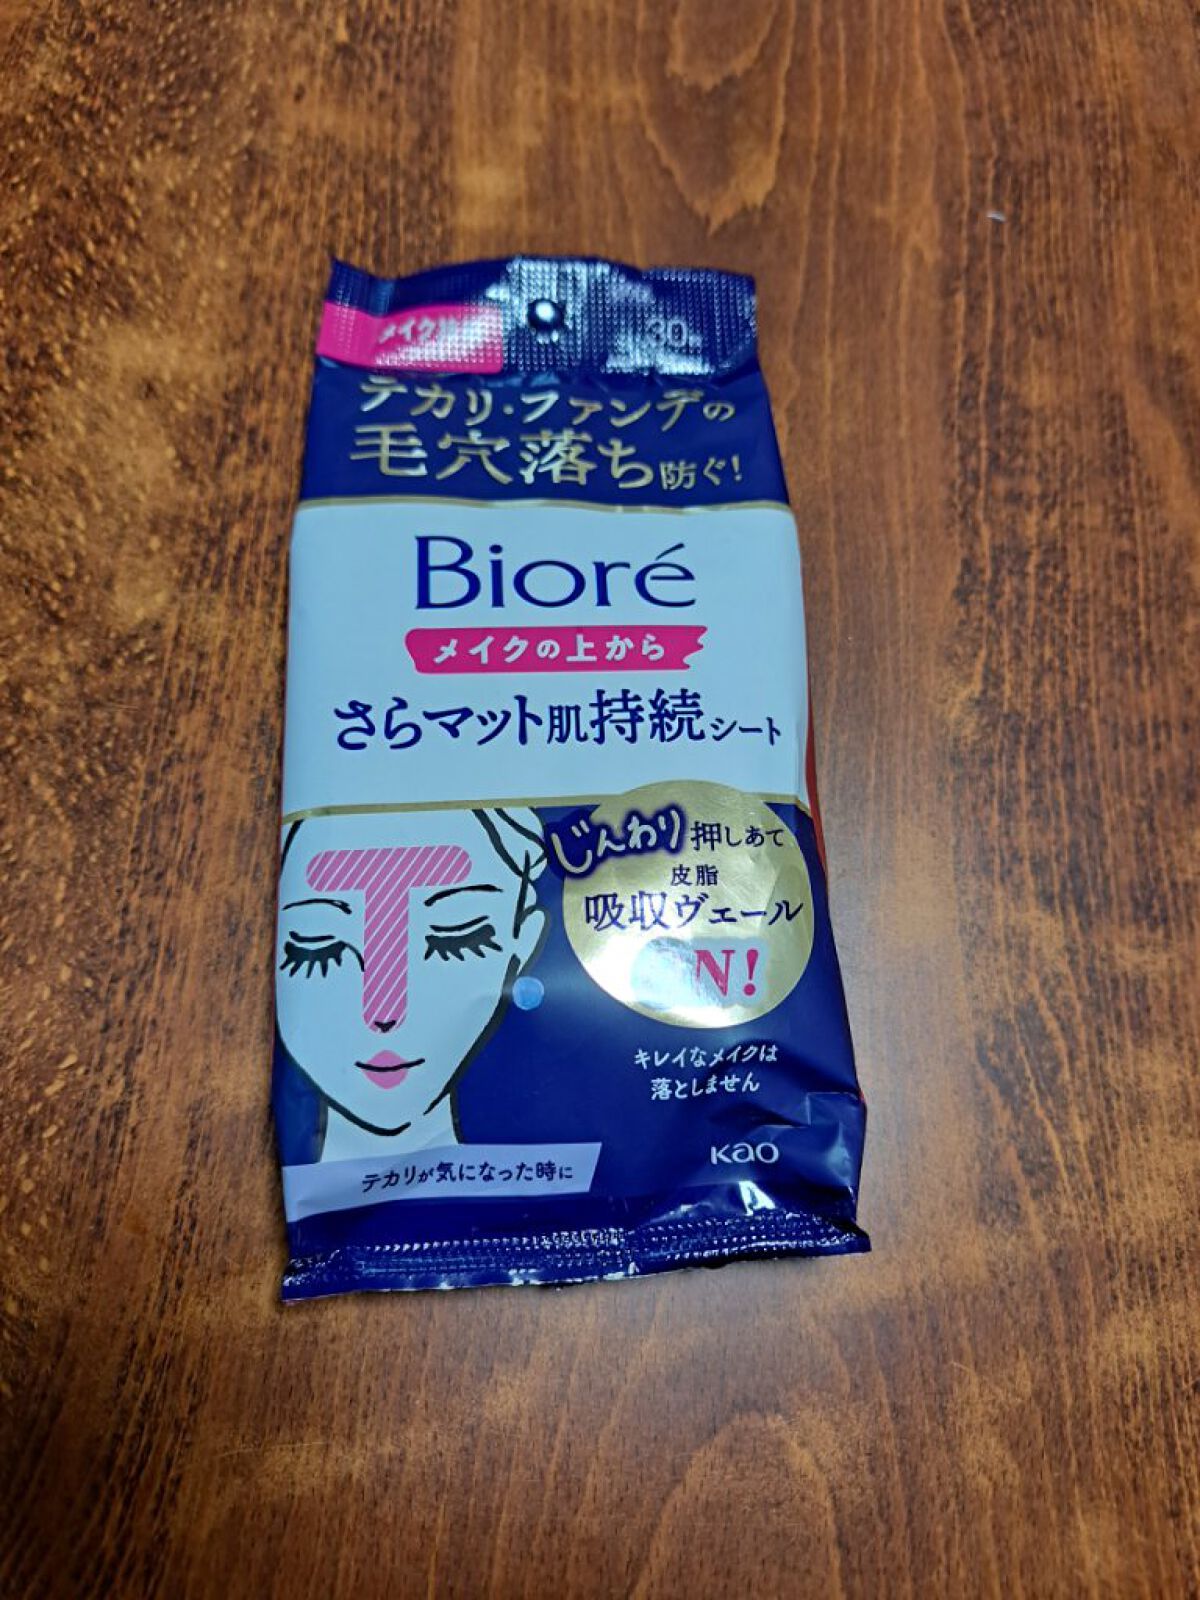 メイク
30
テカリ・ファンデの
毛穴落ち防ぐ!
Bioré
メイクの上から
さらマット肌持続シート
じんわり押しあて
皮脂
吸収ヴェール
N!
キレイなメイクは
落としません
Kao
テカリが気になった時に